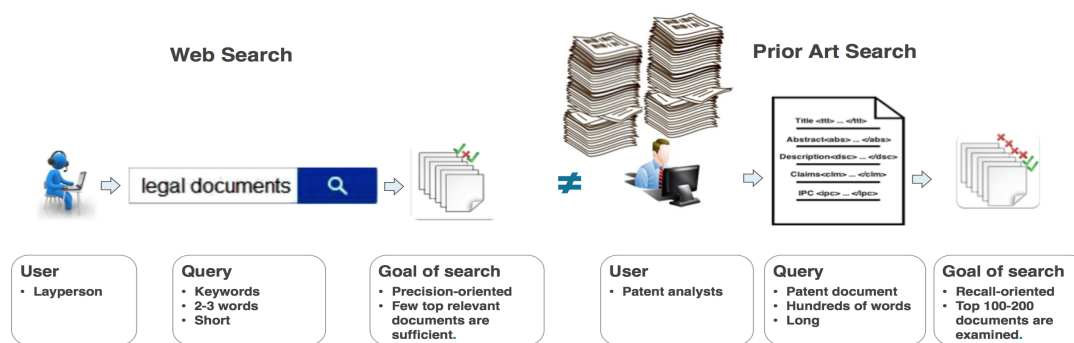 Web Search
legal documents
≠
Prior Art Search
Title <ttl> ... </ttl>
Abstract<abs> ... </abs>
Description<dsc> ... </dsc>
Claims<clm> ... </clm>
IPC <ipc> ... </ipc>
User
• Layperson
Query
• Keywords
• 2-3 words
• Short
Goal of search
• Precision-oriented
• Few top relevant
documents are
sufficient.
User
• Patent analysts
Query
• Patent document
• Hundreds of words
• Long
Goal of search
• Recall-oriented
• Top 100-200
documents are
examined.